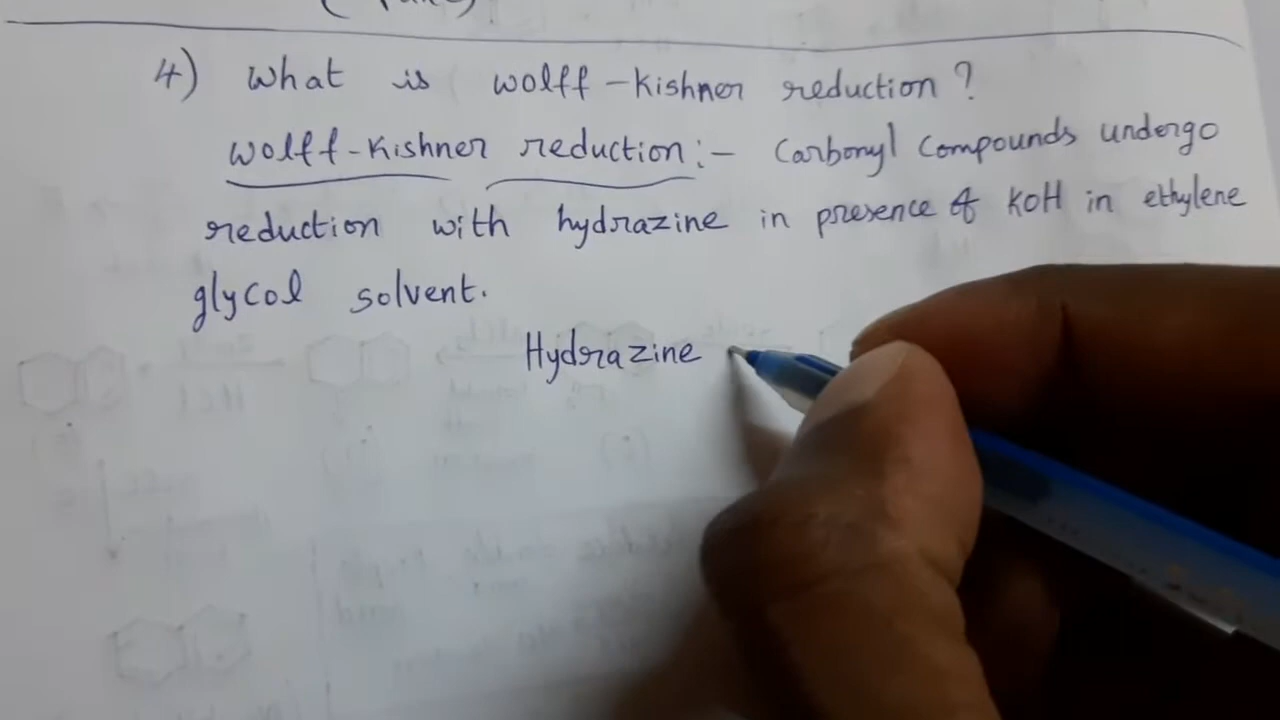 4) What is wolff-Kishner reduction?
wolff-Kishner reduction:- Carbonyl Compounds undergo
reduction with hydrazine in presence of KOH in ethylene
glycol solvent.
Hydrazine